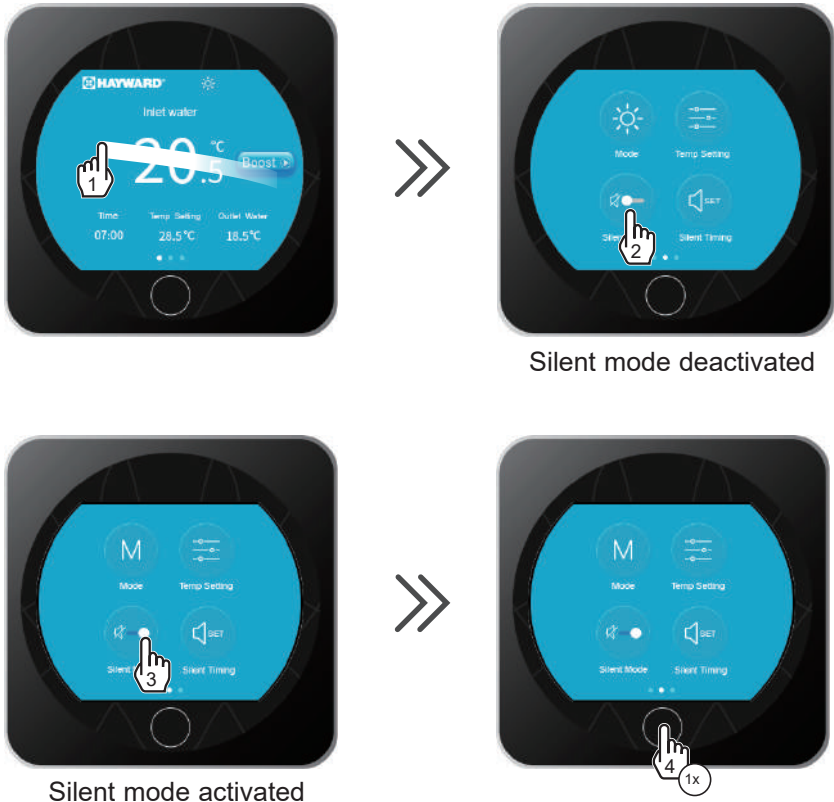 HAYWARD
Inlet water
20.5 °C
Boost
1
Time Temp Setting Outlet Water
07:00 28.5°C 18.5°C
Mode Temp Setting
SET
2
Silent Timing
Silent mode deactivated
M
Mode Temp Setting
SET
Silent M
Silent Timing
3
Silent mode activated
M
Mode Temp Setting
SET
Silent Mode Silent Timing
4
1x